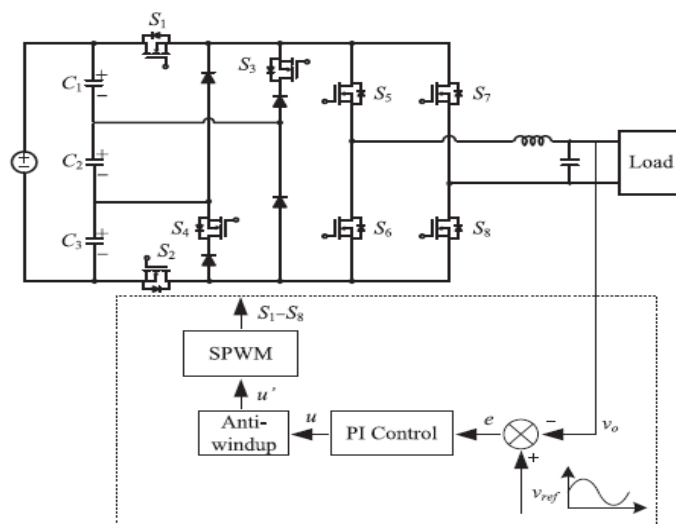 S1
C1
S3
S5
S7
C2
Load
C3
S4
S6
S8
S2
S1–S8
SPWM
u'
Anti-
windup
u
PI Control
e
−
vo
+
vref